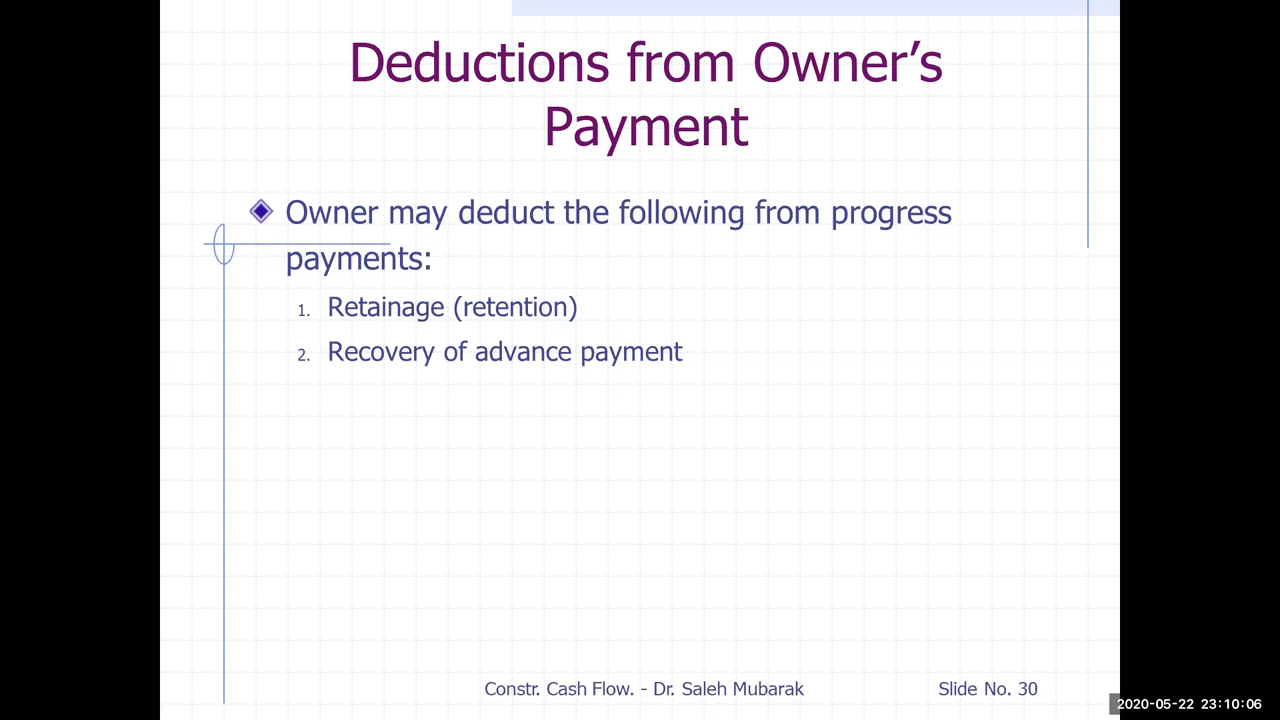 Deductions from Owner’s
Payment
Owner may deduct the following from progress
payments:
1. Retainage (retention)
2. Recovery of advance payment
Constr. Cash Flow. - Dr. Saleh Mubarak
Slide No. 30
2020-05-22 23:10:06